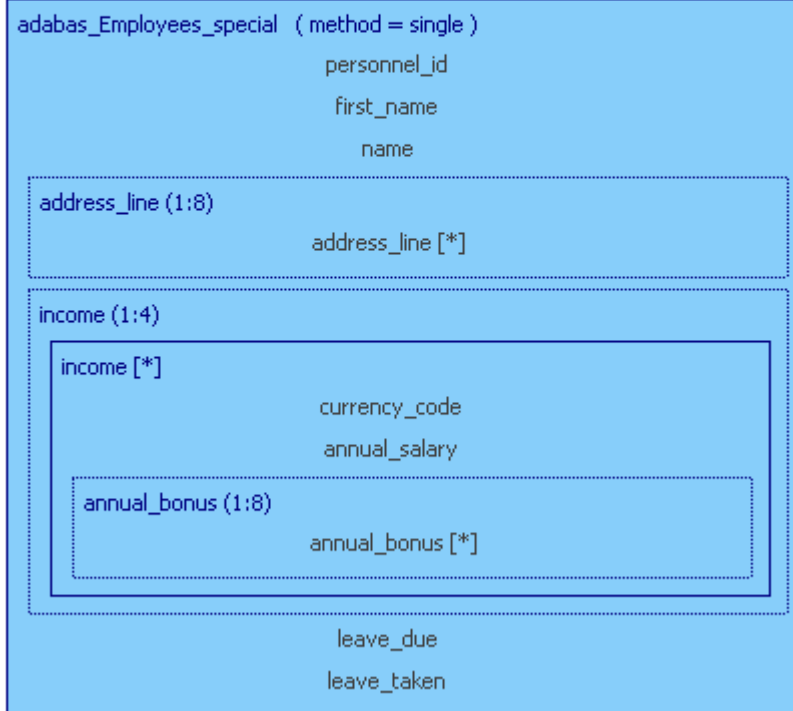 adabas_Employees_special ( method = single )
personnel_id
first_name
name
address_line (1:8)
address_line [*]
income (1:4)
income [*]
currency_code
annual_salary
annual_bonus (1:8)
annual_bonus [*]
leave_due
leave_taken